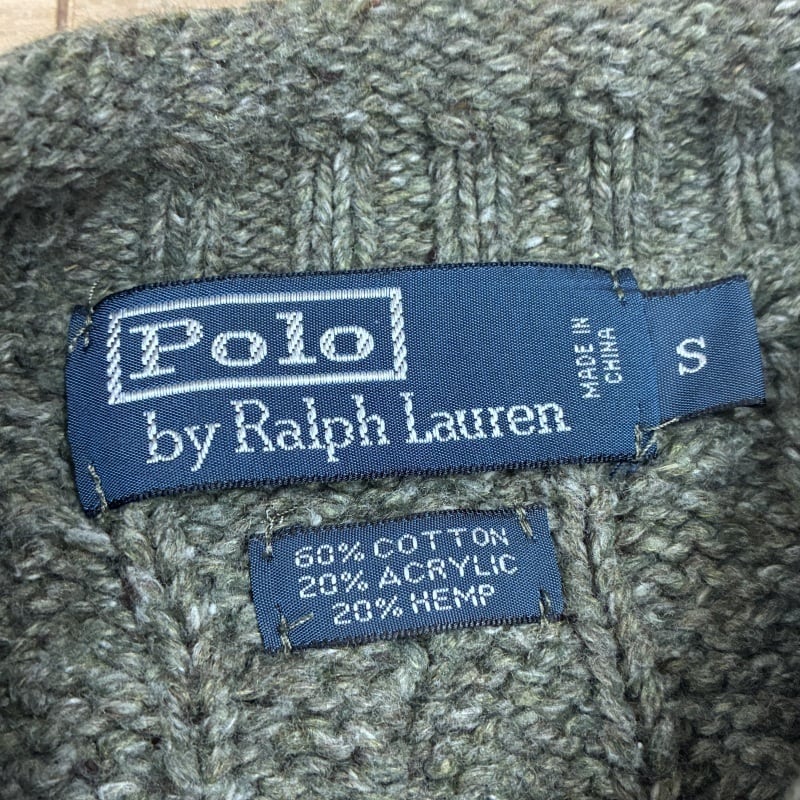 Polo
by Ralph Lauren
MADE IN
CHINA
S
60% COTTON
20% ACRYLIC
20% HEMP